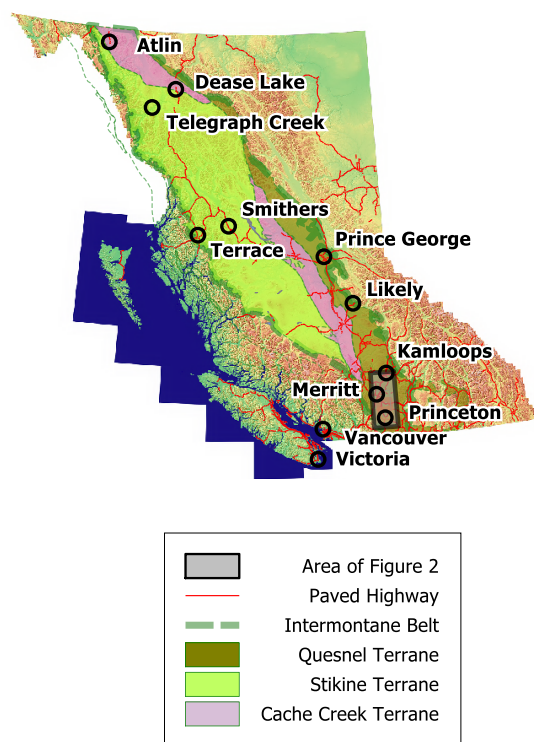 Atlin
Dease Lake
Telegraph Creek
Smithers
Terrace
Prince George
Likely
Kamloops
Merritt
Princeton
Vancouver
Victoria
Area of Figure 2
Paved Highway
Intermontane Belt
Quesnel Terrane
Stikine Terrane
Cache Creek Terrane